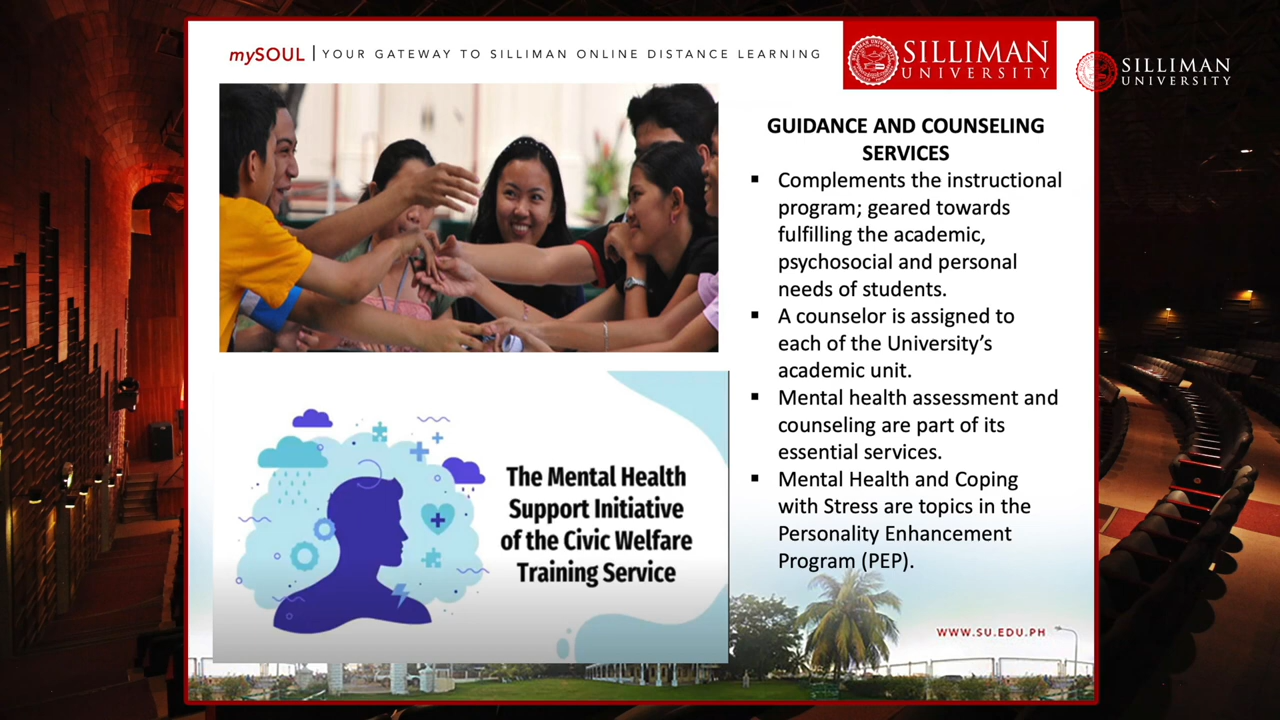 mySOUL | YOUR GATEWAY TO SILLIMAN ONLINE DISTANCE LEARNING
SILLIMAN
UNIVERSITY
SILLIMAN
UNIVERSITY
GUIDANCE AND COUNSELING
SERVICES
▪ Complements the instructional
program; geared towards
fulfilling the academic,
psychosocial and personal
needs of students.
▪ A counselor is assigned to
each of the University’s
academic unit.
▪ Mental health assessment and
counseling are part of its
essential services.
▪ Mental Health and Coping
with Stress are topics in the
Personality Enhancement
Program (PEP).
The Mental Health
Support Initiative
of the Civic Welfare
Training Service
WWW.SU.EDU.PH